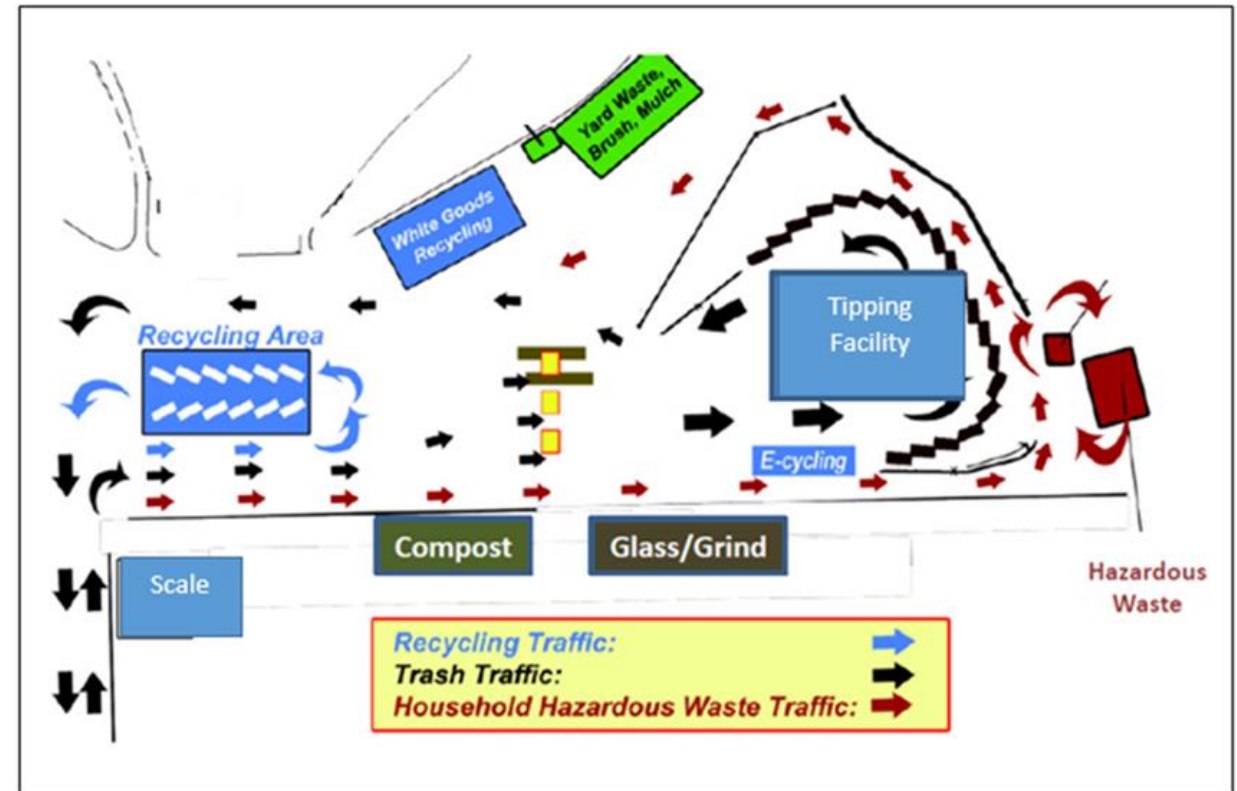 Yard Waste,
Brush, Mulch
White Goods
Recycling
Tipping
Facility
Recycling Area
E-cycling
Compost
Glass/Grind
Hazardous
Waste
Scale
Recycling Traffic:
Trash Traffic:
Household Hazardous Waste Traffic: